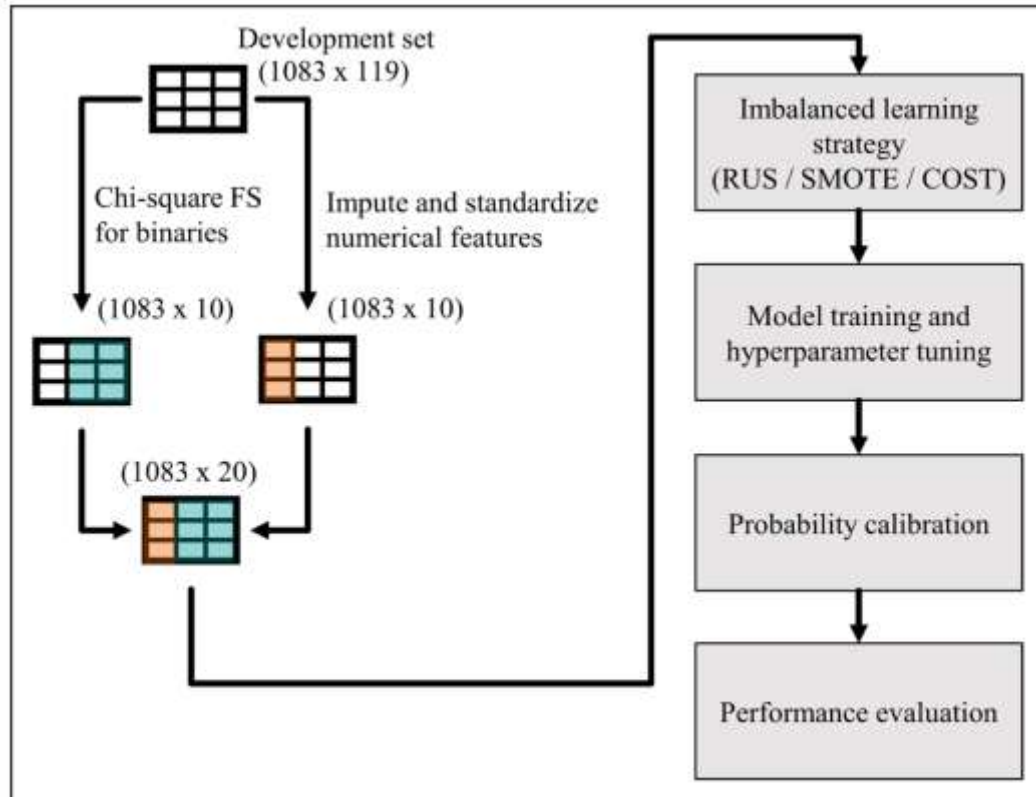 Development set
(1083 x 119)
Chi-square FS
for binaries
Impute and standardize
numerical features
(1083 x 10)
(1083 x 10)
(1083 x 20)
Imbalanced learning
strategy
(RUS / SMOTE / COST)
Model training and
hyperparameter tuning
Probability calibration
Performance evaluation